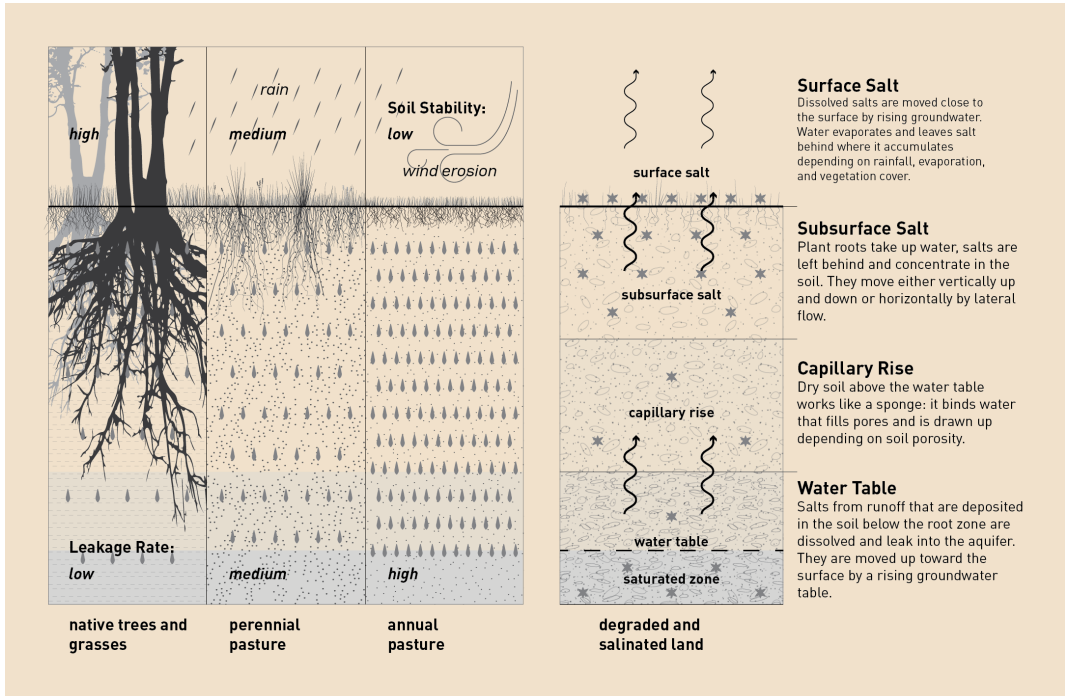 rain
Soil Stability:
high
medium
low
wind erosion
Leakage Rate:
low
medium
high
native trees and
grasses
perennial
pasture
annual
pasture
surface salt
subsurface salt
capillary rise
water table
saturated zone
degraded and
salinated land
Surface Salt
Dissolved salts are moved close to
the surface by rising groundwater.
Water evaporates and leaves salt
behind where it accumulates
depending on rainfall, evaporation,
and vegetation cover.
Subsurface Salt
Plant roots take up water, salts are
left behind and concentrate in the
soil. They move either vertically up
and down or horizontally by lateral
flow.
Capillary Rise
Dry soil above the water table
works like a sponge: it binds water
that fills pores and is drawn up
depending on soil porosity.
Water Table
Salts from runoff that are deposited
in the soil below the root zone are
dissolved and leak into the aquifer.
They are moved up toward the
surface by a rising groundwater
table.